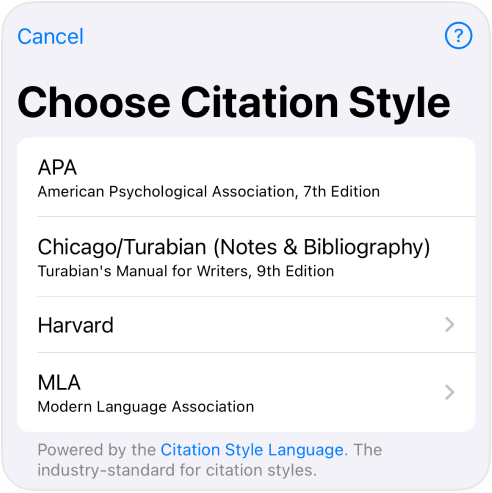 Cancel
?
Choose Citation Style
APA
American Psychological Association, 7th Edition
Chicago/Turabian (Notes & Bibliography)
Turabian's Manual for Writers, 9th Edition
Harvard
MLA
Modern Language Association
Powered by the Citation Style Language. The
industry-standard for citation styles.